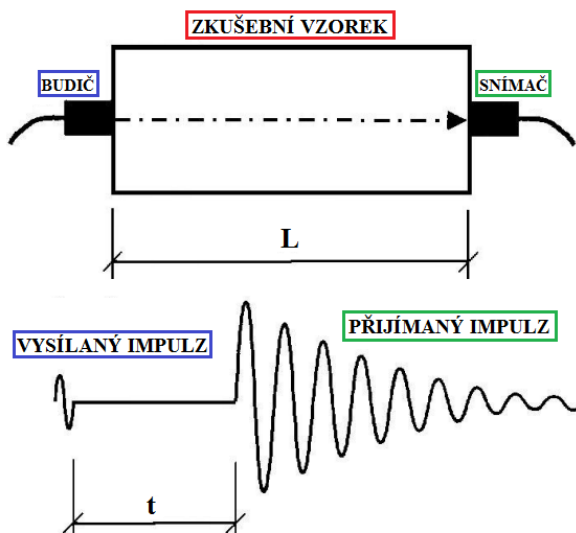 ZKUŠEBNÍ VZOREK
BUDIČ
SNÍMAČ
L
VYSÍLANÝ IMPULZ
PŘIJÍMANÝ IMPULZ
t